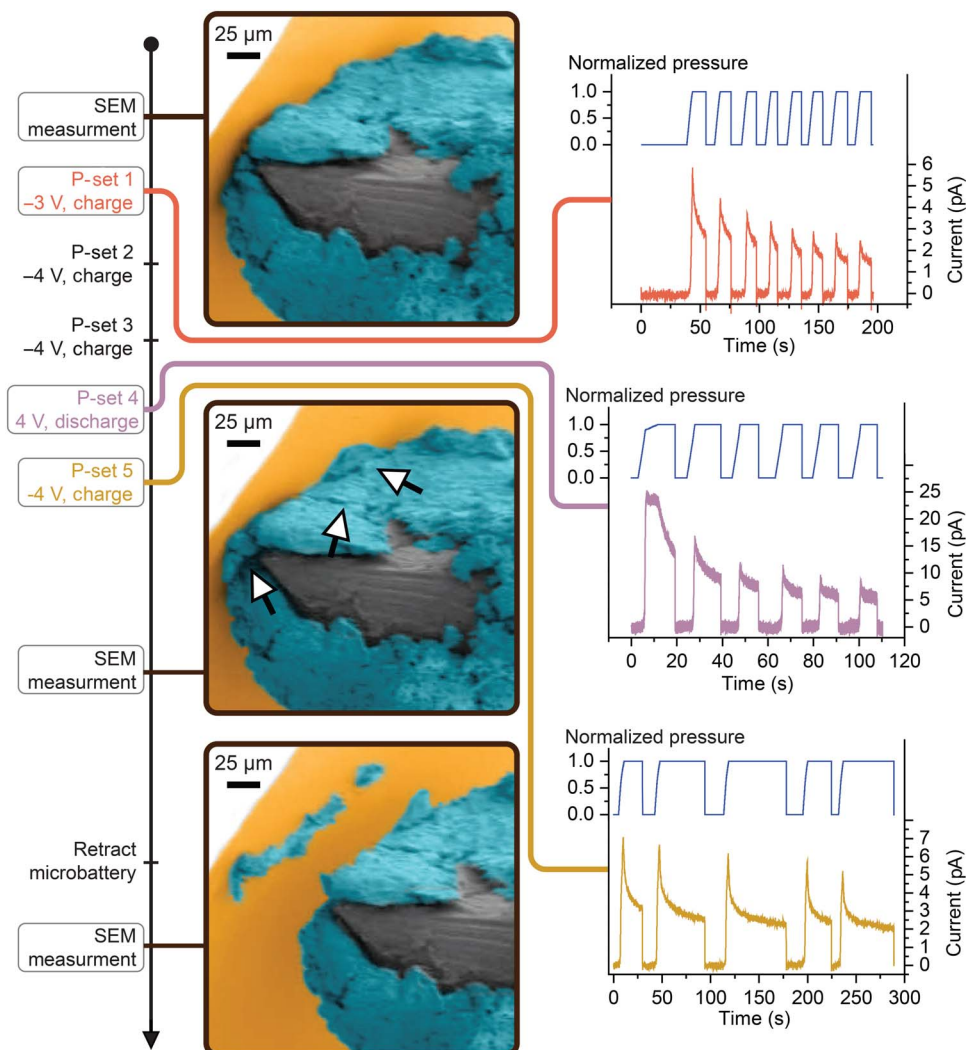 SEM
measurment
P-set 1
–3 V, charge
P-set 2
–4 V, charge
P-set 3
–4 V, charge
P-set 4
4 V, discharge
P-set 5
-4 V, charge
SEM
measurment
Retract
microbattery
SEM
measurment
25 µm
25 µm
25 µm
Normalized pressure
1.0
0.5
0.0
6
5
4
3
2
1
0
Current (pA)
0 50 100 150 200
Time (s)
Normalized pressure
1.0
0.5
0.0
25
20
15
10
5
0
Current (pA)
0 20 40 60 80 100 120
Time (s)
Normalized pressure
1.0
0.5
0.0
7
6
5
4
3
2
1
0
Current (pA)
0 50 100 150 200 250 300
Time (s)